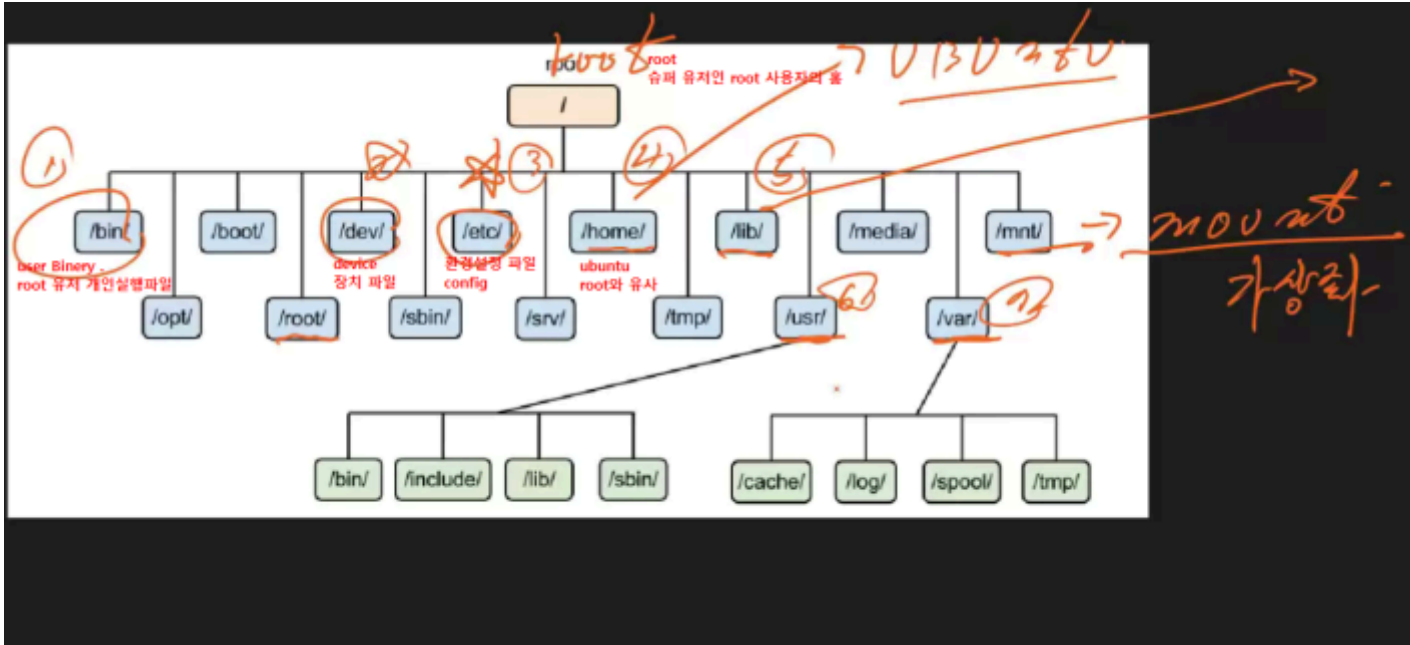 root
root
root
슈퍼 유저인 root 사용자의 홈
→ UBUntU
/
① ② ③ ④ ⑤
/bin/ /boot/ /dev/ /etc/ /home/ /lib/ /media/ /mnt/ → mount
user Binery .
root 유저 개인실행파일
device
장치 파일
환경설정 파일
config
ubuntu
root와 유사
가상화
/opt/ /root/ /sbin/ /srv/ /tmp/ /usr/ ⑥ /var/ ⑦
/bin/ /include/ /lib/ /sbin/ /cache/ /log/ /spool/ /tmp/